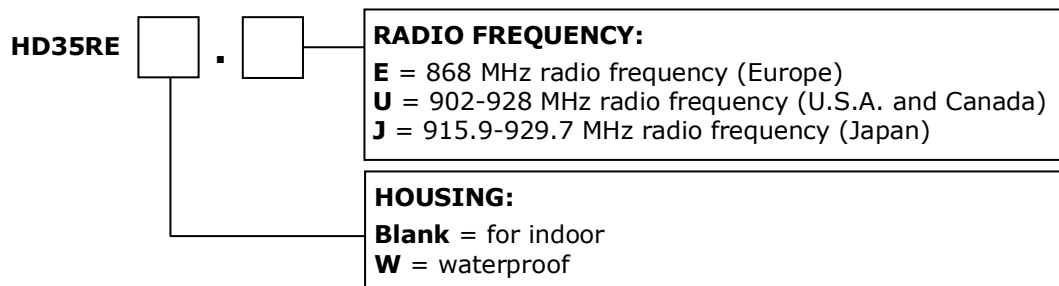 HD35RE .
RADIO FREQUENCY:
E = 868 MHz radio frequency (Europe)
U = 902-928 MHz radio frequency (U.S.A. and Canada)
J = 915.9-929.7 MHz radio frequency (Japan)
HOUSING:
Blank = for indoor
W = waterproof